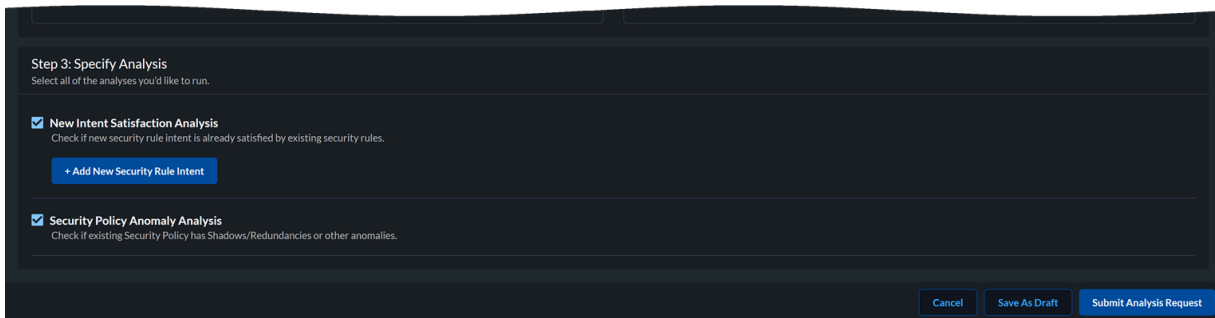 Step 3: Specify Analysis
Select all of the analyses you'd like to run.
New Intent Satisfaction Analysis
Check if new security rule intent is already satisfied by existing security rules.
+ Add New Security Rule Intent
Security Policy Anomaly Analysis
Check if existing Security Policy has Shadows/Redundancies or other anomalies.
Cancel
Save As Draft
Submit Analysis Request